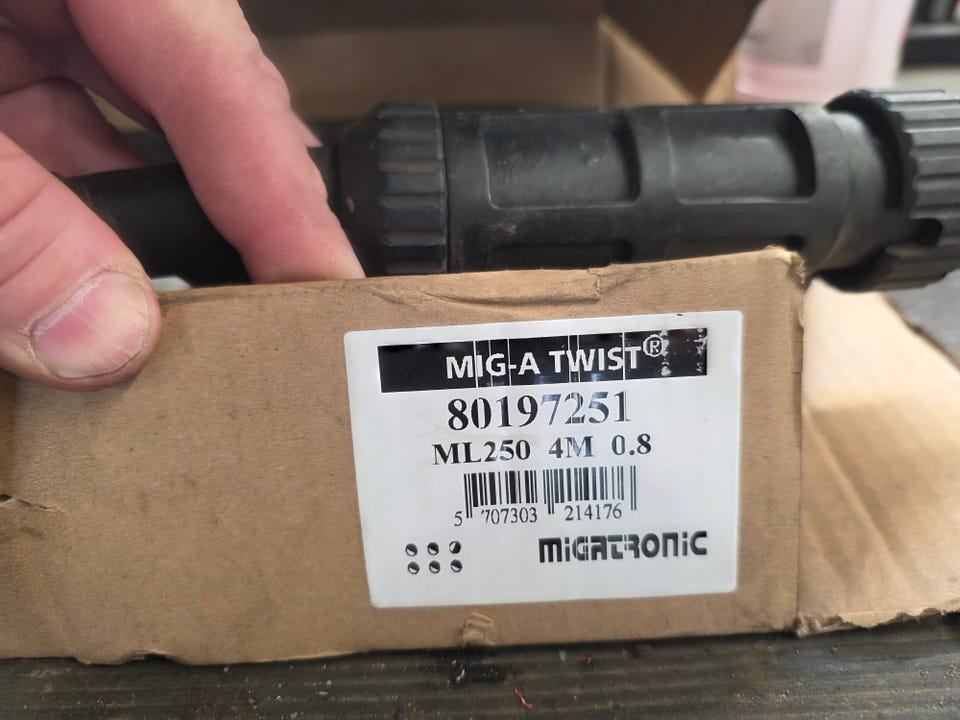 MIG-A TWIST®
80197251
ML250 4M 0.8
5 707303 214176
MIGATRONIC